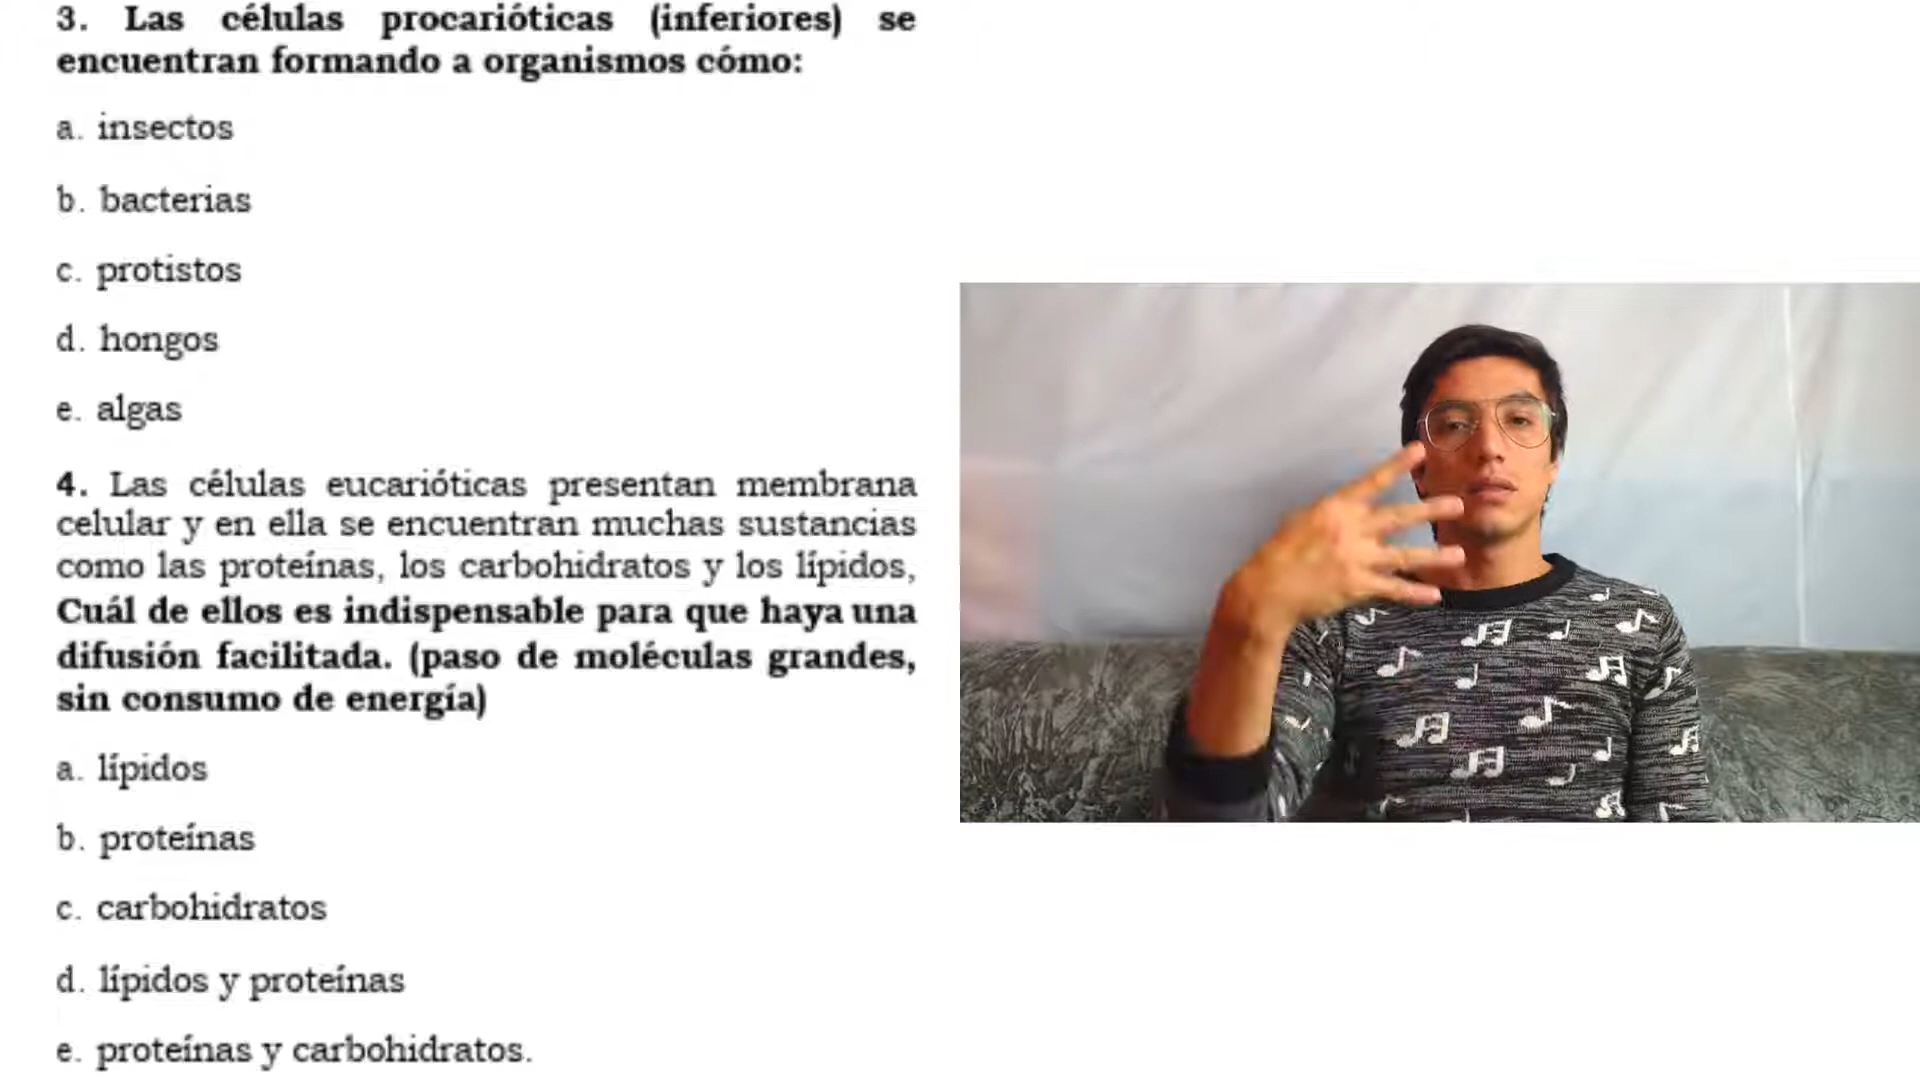 3. Las células procarióticas (inferiores) se
encuentran formando a organismos cómo:
a. insectos
b. bacterias
c. protistos
d. hongos
e. algas
4. Las células eucarióticas presentan membrana
celular y en ella se encuentran muchas sustancias
como las proteínas, los carbohidratos y los lípidos,
Cuál de ellos es indispensable para que haya una
difusión facilitada. (paso de moléculas grandes,
sin consumo de energía)
a. lípidos
b. proteínas
c. carbohidratos
d. lípidos y proteínas
e. proteínas y carbohidratos.